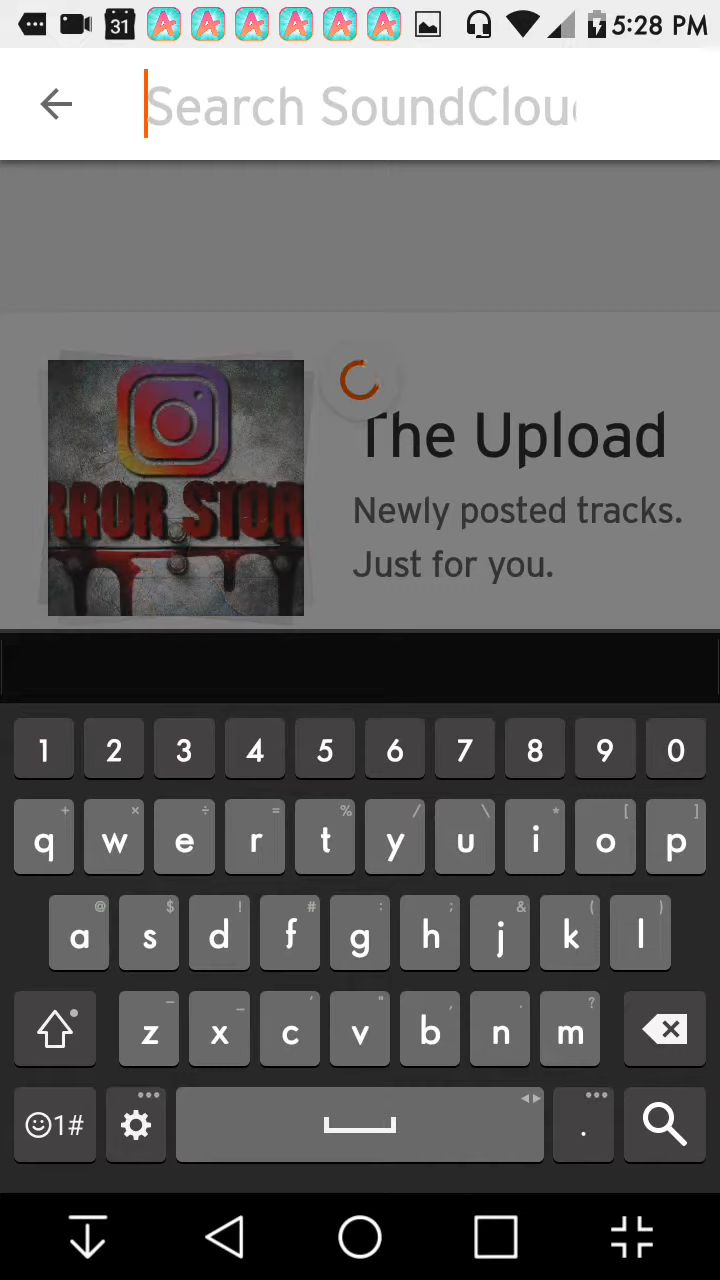 31 5:28 PM
Search SoundClou
RROR STOR
The Upload
Newly posted tracks.
Just for you.
1 2 3 4 5 6 7 8 9 0
+ × ÷ = % / \ * [ ]
q w e r t y u i o p
@ $ ! # : ; & ( )
a s d f g h j k l
– _ ' " , . ?
z x c v b n m
1# .